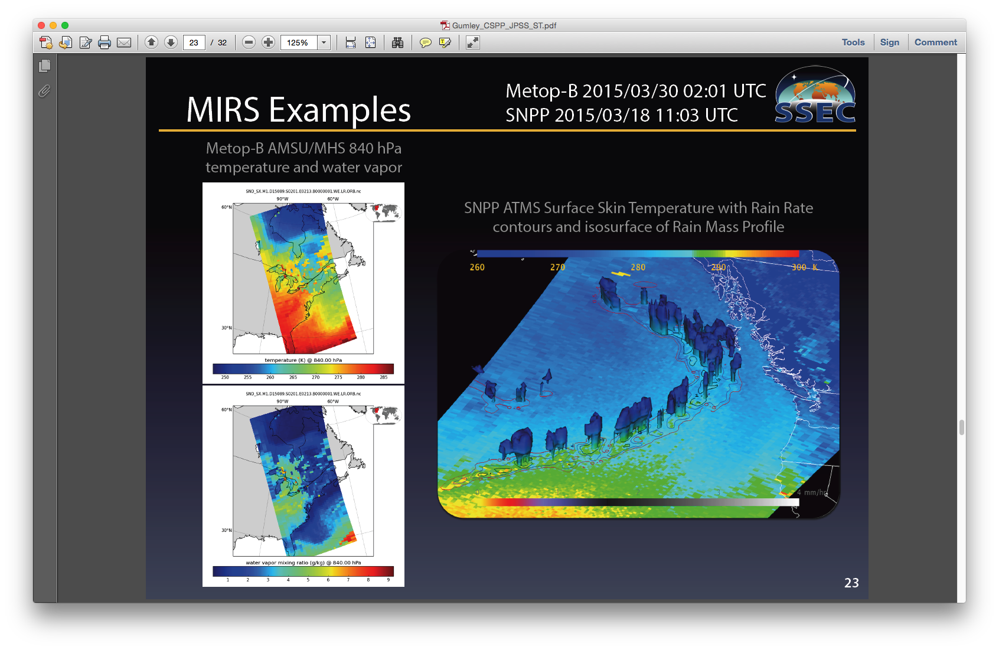 Gumley_CSPP_JPSS_ST.pdf
23 / 32
125%
Tools
Sign
Comment
MIRS Examples
Metop-B 2015/03/30 02:01 UTC
SNPP 2015/03/18 11:03 UTC
SSEC
Metop-B AMSU/MHS 840 hPa
temperature and water vapor
SND_SX.M1.D15089.S0201.E0213.B0000001.WE.LR.ORB.nc
90°W 60°W
60°N
30°N
temperature (K) @ 840.00 hPa
250 255 260 265 270 275 280 285
SND_SX.M1.D15089.S0201.E0213.B0000001.WE.LR.ORB.nc
90°W 60°W
60°N
30°N
water vapor mixing ratio (g/kg) @ 840.00 hPa
1 2 3 4 5 6 7 8 9
SNPP ATMS Surface Skin Temperature with Rain Rate
contours and isosurface of Rain Mass Profile
260 270 280 290 300 K
0 1 2 3 4 mm/hr
23